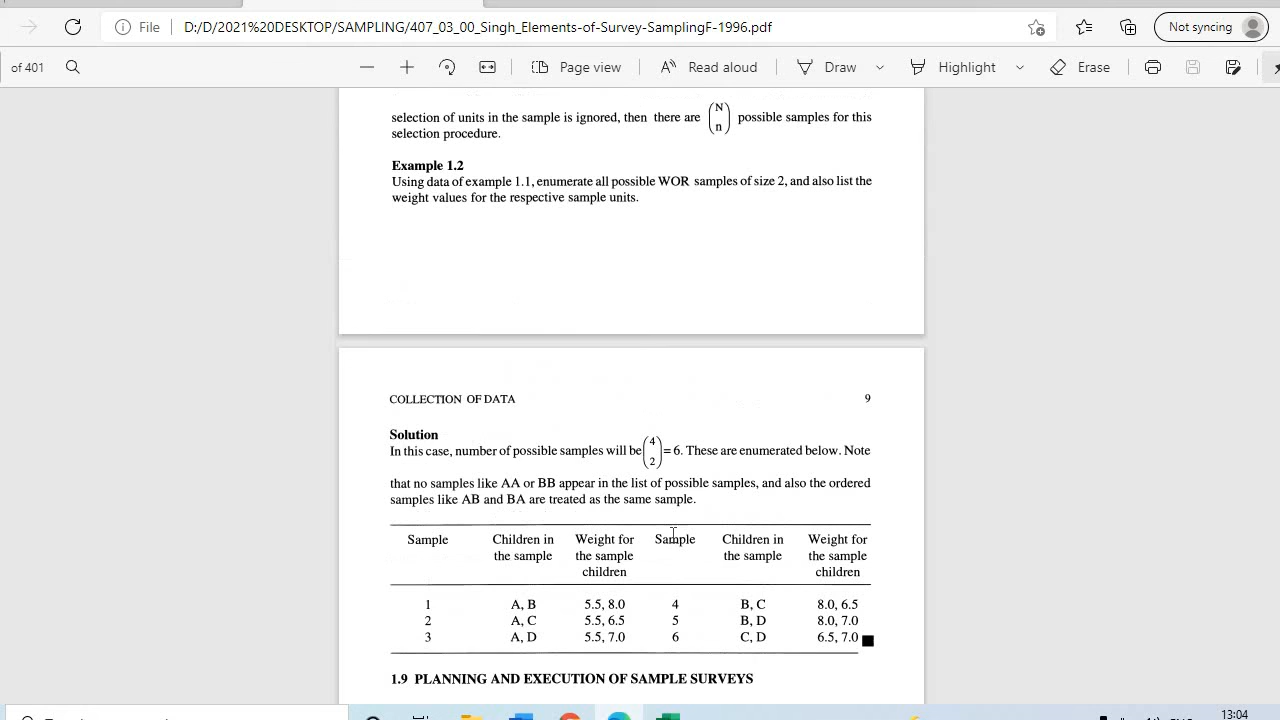 File D:/D/2021%20DESKTOP/SAMPLING/407_03_00_Singh_Elements-of-Survey-SamplingF-1996.pdf Not syncing
of 401 Page view Read aloud Draw Highlight Erase
selection of units in the sample is ignored, then there are (N n) possible samples for this
selection procedure.
Example 1.2
Using data of example 1.1, enumerate all possible WOR samples of size 2, and also list the
weight values for the respective sample units.
COLLECTION OF DATA 9
Solution
In this case, number of possible samples will be (4 2) = 6. These are enumerated below. Note
that no samples like AA or BB appear in the list of possible samples, and also the ordered
samples like AB and BA are treated as the same sample.
Sample Children in Weight for Sample Children in Weight for
the sample the sample the sample the sample
children children
1 A, B 5.5, 8.0 4 B, C 8.0, 6.5
2 A, C 5.5, 6.5 5 B, D 8.0, 7.0
3 A, D 5.5, 7.0 6 C, D 6.5, 7.0
1.9 PLANNING AND EXECUTION OF SAMPLE SURVEYS
13:04